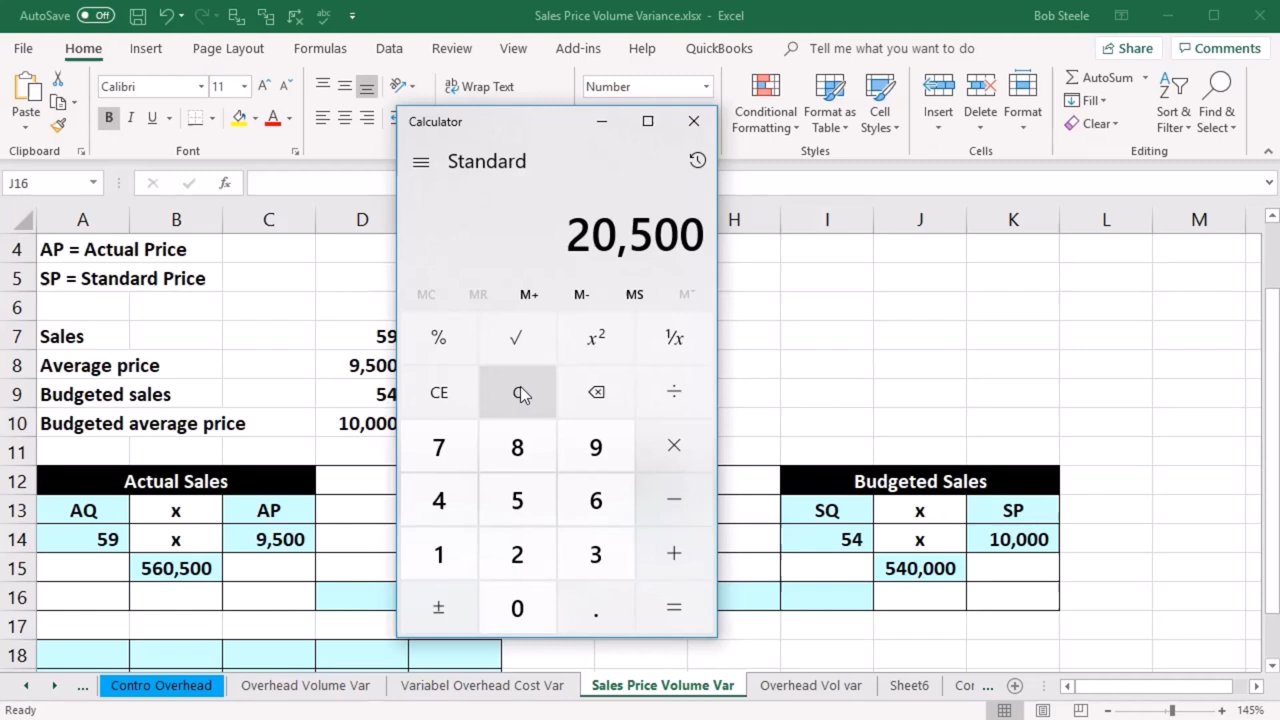 AutoSave Off abc Sales Price Volume Variance.xlsx - Excel Bob Steele
File Home Insert Page Layout Formulas Data Review View Add-ins Help QuickBooks Tell me what you want to do Share Comments
Paste
Calibri 11 A A ab Wrap Text Number
B I U A
Conditional Formatting Format as Table Cell Styles
Insert Delete Format
AutoSum Fill Clear
Sort & Filter Find & Select
Clipboard Font Styles Cells Editing
J16 fx
A B C D H I J K L M
4 AP = Actual Price
5 SP = Standard Price
6
7 Sales 59
8 Average price 9,500
9 Budgeted sales 54
10 Budgeted average price 10,000
11
12 Actual Sales Budgeted Sales
13 AQ x AP SQ x SP
14 59 x 9,500 54 x 10,000
15 560,500 540,000
16
17
18
Calculator
Standard
20,500
MC MR M+ M- MS M˅
% √ x² ¹/x
CE C ÷
7 8 9 ×
4 5 6 −
1 2 3 +
± 0 . =
... Contro Overhead Overhead Volume Var Variabel Overhead Cost Var Sales Price Volume Var Overhead Vol var Sheet6 Cor ...
Ready 145%